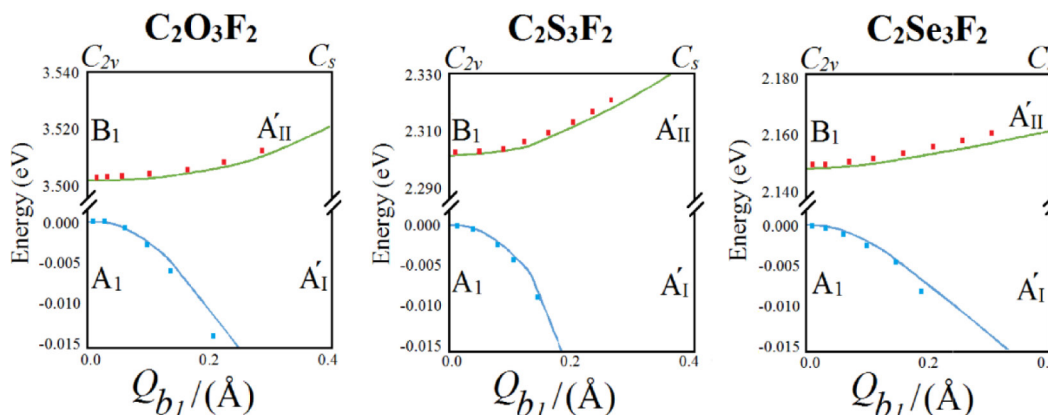 C₂O₃F₂
C₂ᵥ
Cₛ
3.540
3.520
3.500
0.000
-0.005
-0.010
-0.015
Energy (eV)
B₁
A′II
A₁
A′I
0.0
0.2
0.4
Q_b₁/(Å)
C₂S₃F₂
C₂ᵥ
Cₛ
2.330
2.310
2.290
0.000
-0.005
-0.010
-0.015
Energy (eV)
B₁
A′II
A₁
A′I
0.0
0.2
0.4
Q_b₁/(Å)
C₂Se₃F₂
C₂ᵥ
2.180
2.160
2.140
0.000
-0.005
-0.010
-0.015
Energy (eV)
B₁
A′II
A₁
A′I
0.0
0.2
Q_b₁/(Å)